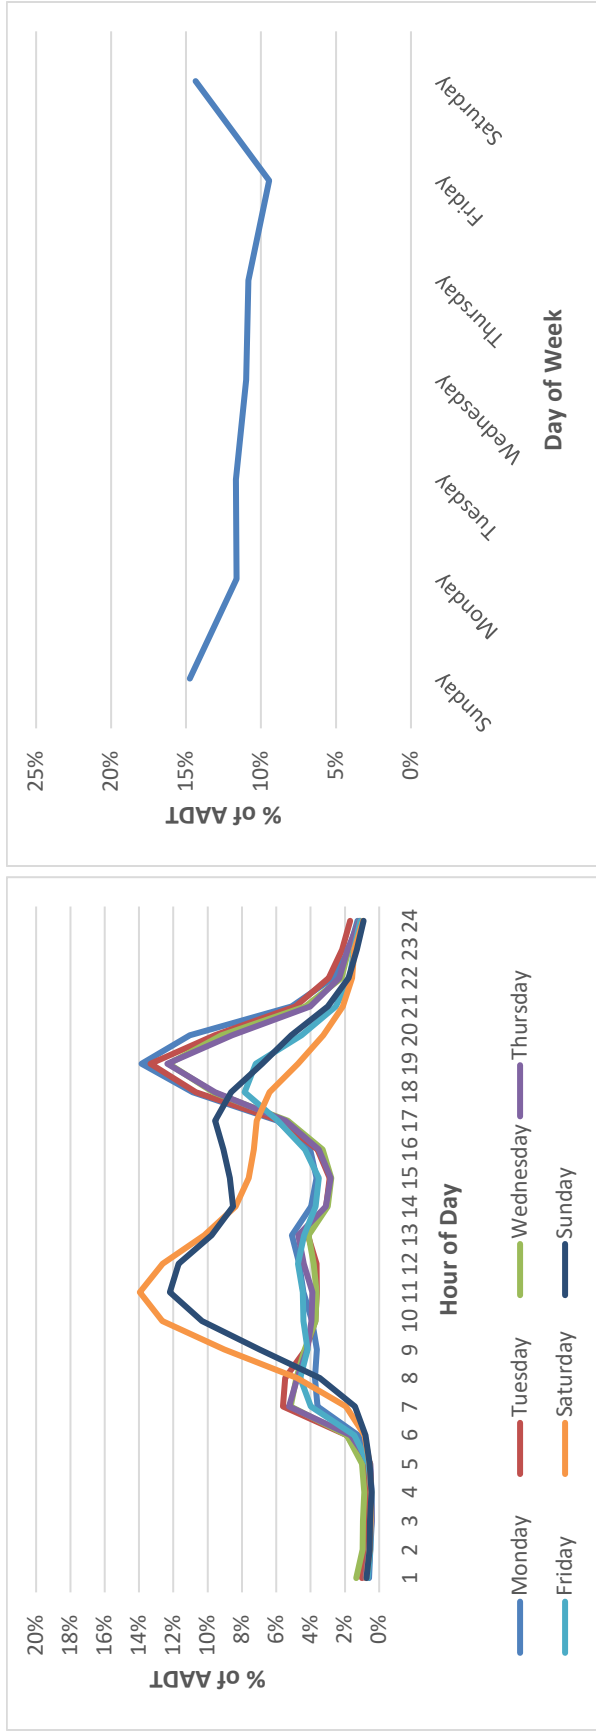 20%
18%
16%
14%
12%
10%
8%
6%
4%
2%
0%
% of AADT
1 2 3 4 5 6 7 8 9 10 11 12 13 14 15 16 17 18 19 20 21 22 23 24
Hour of Day
Monday Tuesday Wednesday Thursday
Friday Saturday Sunday
25%
20%
15%
10%
5%
0%
% of AADT
Sunday Monday Tuesday Wednesday Thursday Friday Saturday
Day of Week